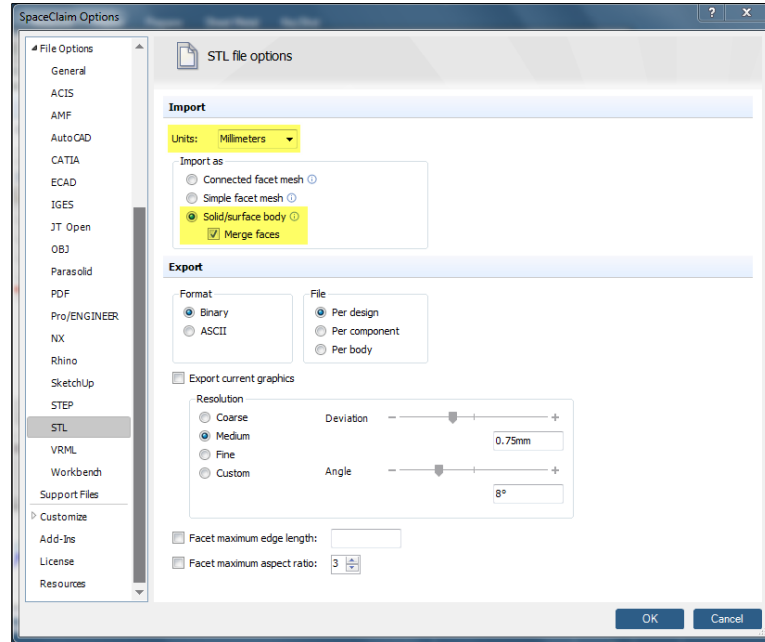 SpaceClaim Options
File Options
General
ACIS
AMF
AutoCAD
CATIA
ECAD
IGES
JT Open
OBJ
Parasolid
PDF
Pro/ENGINEER
NX
Rhino
SketchUp
STEP
STL
VRML
Workbench
Support Files
Customize
Add-Ins
License
Resources
STL file options
Import
Units: Millimeters
Import as
Connected facet mesh
Simple facet mesh
Solid/surface body
Merge faces
Export
Format
Binary
ASCII
File
Per design
Per component
Per body
Export current graphics
Resolution
Coarse
Medium
Fine
Custom
Deviation
0.75mm
Angle
8°
Facet maximum edge length:
Facet maximum aspect ratio: 3
OK Cancel